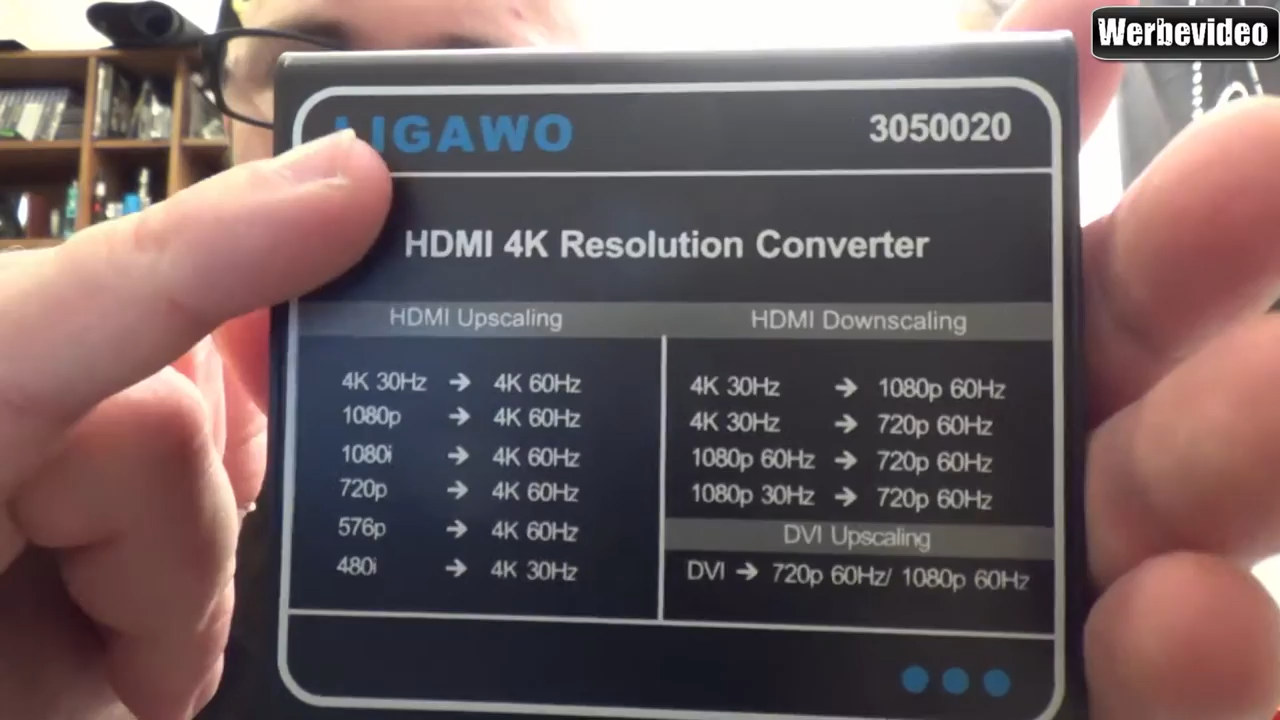 Werbevideo
LIGAWO 3050020
HDMI 4K Resolution Converter
HDMI Upscaling
4K 30Hz → 4K 60Hz
1080p → 4K 60Hz
1080i → 4K 60Hz
720p → 4K 60Hz
576p → 4K 60Hz
480i → 4K 30Hz
HDMI Downscaling
4K 30Hz → 1080p 60Hz
4K 30Hz → 720p 60Hz
1080p 60Hz → 720p 60Hz
1080p 30Hz → 720p 60Hz
DVI Upscaling
DVI → 720p 60Hz/ 1080p 60Hz